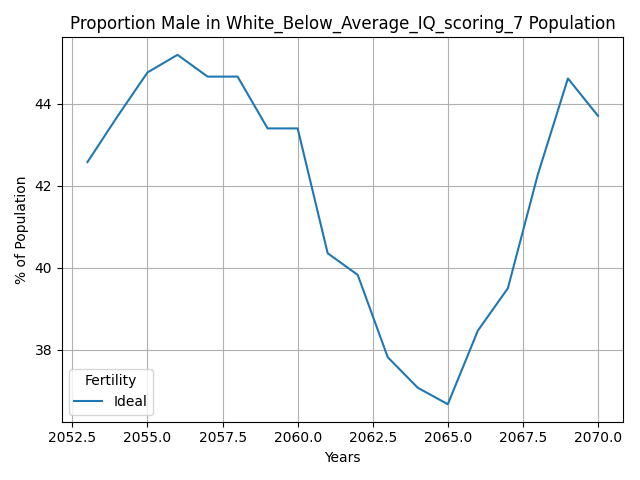 Proportion Male in White_Below_Average_IQ_scoring_7 Population
% of Population
44
42
40
38
Fertility
Ideal
2052.5 2055.0 2057.5 2060.0 2062.5 2065.0 2067.5 2070.0
Years